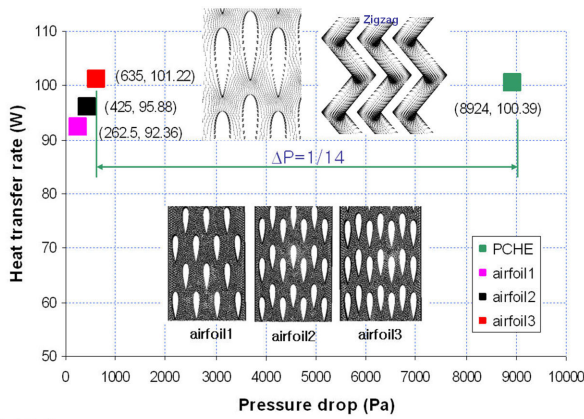 Zigzag
110
100
90
80
70
60
50
Heat transfer rate (W)
(635, 101.22)
(425, 95.88)
(262.5, 92.36)
(8924, 100.39)
ΔP=1/14
airfoil1
airfoil2
airfoil3
PCHE
airfoil1
airfoil2
airfoil3
0 1000 2000 3000 4000 5000 6000 7000 8000 9000 10000
Pressure drop (Pa)